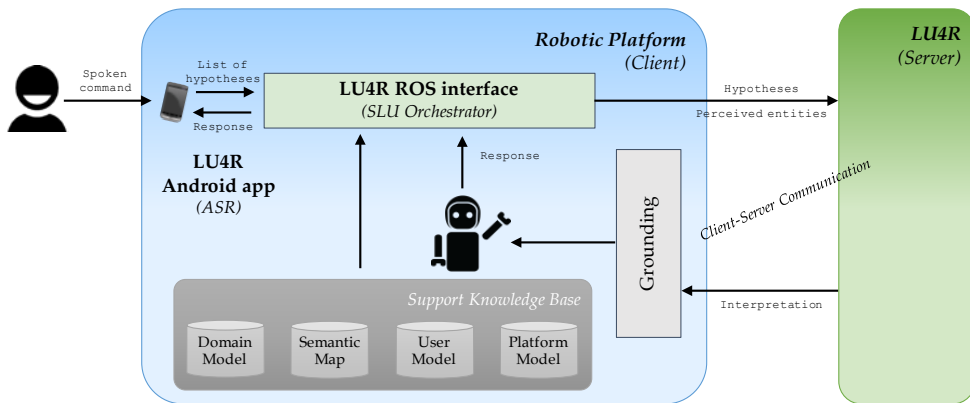 Robotic Platform
(Client)
LU4R
(Server)
Spoken
command
List of
hypotheses
Response
LU4R ROS interface
(SLU Orchestrator)
Hypotheses
Perceived entities
LU4R
Android app
(ASR)
Response
Grounding
Client-Server Communication
Interpretation
Support Knowledge Base
Domain
Model
Semantic
Map
User
Model
Platform
Model